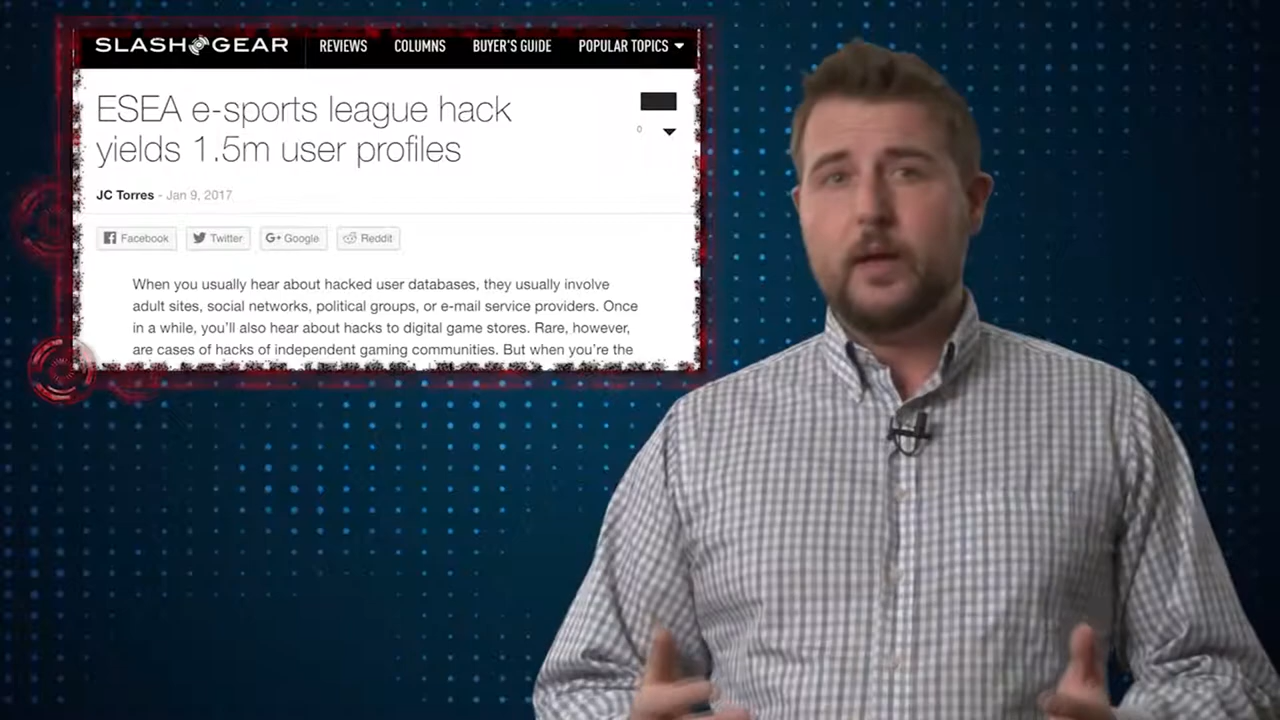 SLASHGEAR REVIEWS COLUMNS BUYER'S GUIDE POPULAR TOPICS
ESEA e-sports league hack
yields 1.5m user profiles
0
JC Torres - Jan 9, 2017
Facebook Twitter G+ Google Reddit
When you usually hear about hacked user databases, they usually involve
adult sites, social networks, political groups, or e-mail service providers. Once
in a while, you'll also hear about hacks to digital game stores. Rare, however,
are cases of hacks of independent gaming communities. But when you're the